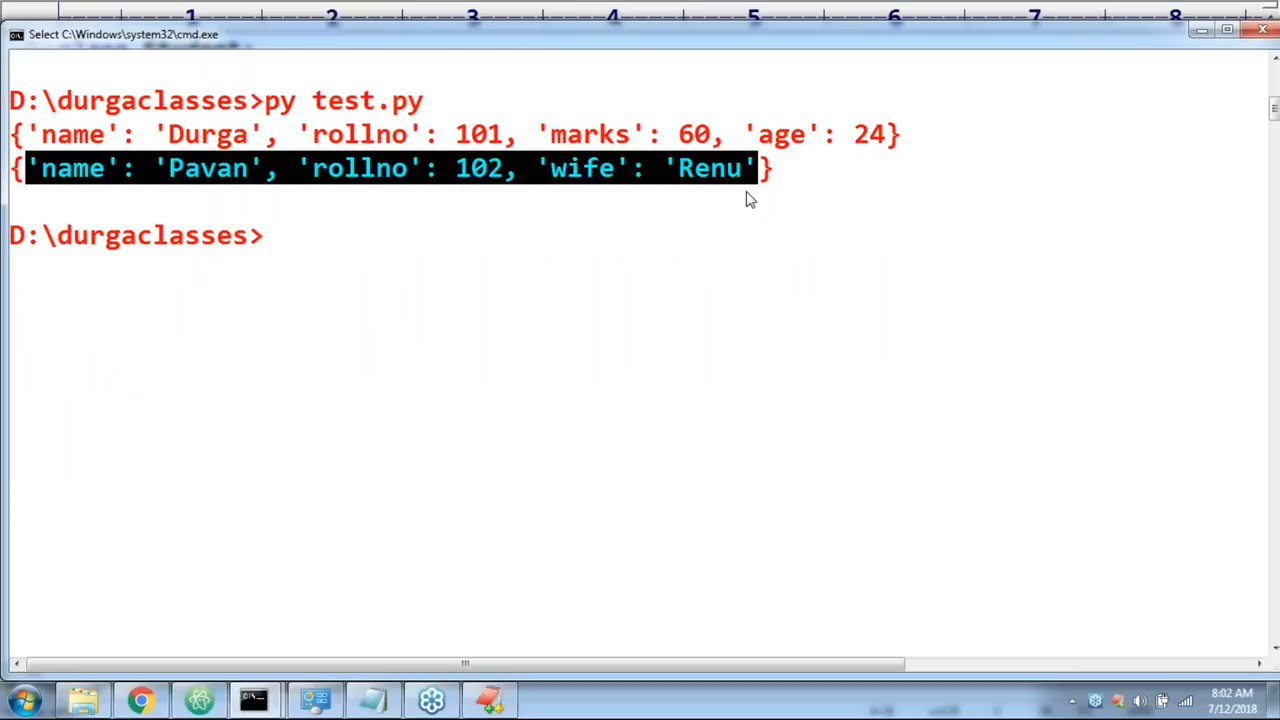 1 2 3 4 5 6 7 8
Select C:\Windows\system32\cmd.exe
D:\durgaclasses>py test.py
{'name': 'Durga', 'rollno': 101, 'marks': 60, 'age': 24}
{'name': 'Pavan', 'rollno': 102, 'wife': 'Renu'}
D:\durgaclasses>
8:02 AM
7/12/2018